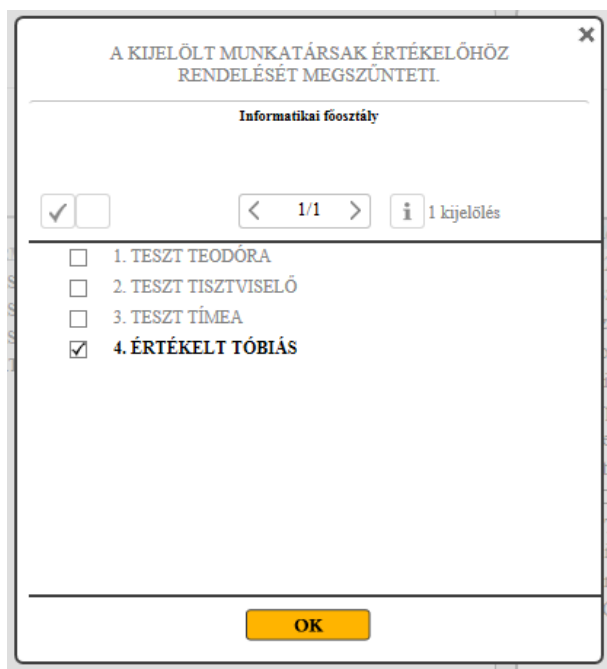 A KIJELÖLT MUNKATÁRSAK ÉRTÉKELŐHÖZ
RENDELÉSÉT MEGSZŰNTETI.
Informatikai főosztály
1/1
1 kijelölés
1. TESZT TEODÓRA
2. TESZT TISZTVISELŐ
3. TESZT TÍMEA
4. ÉRTÉKELT TÓBIÁS
OK